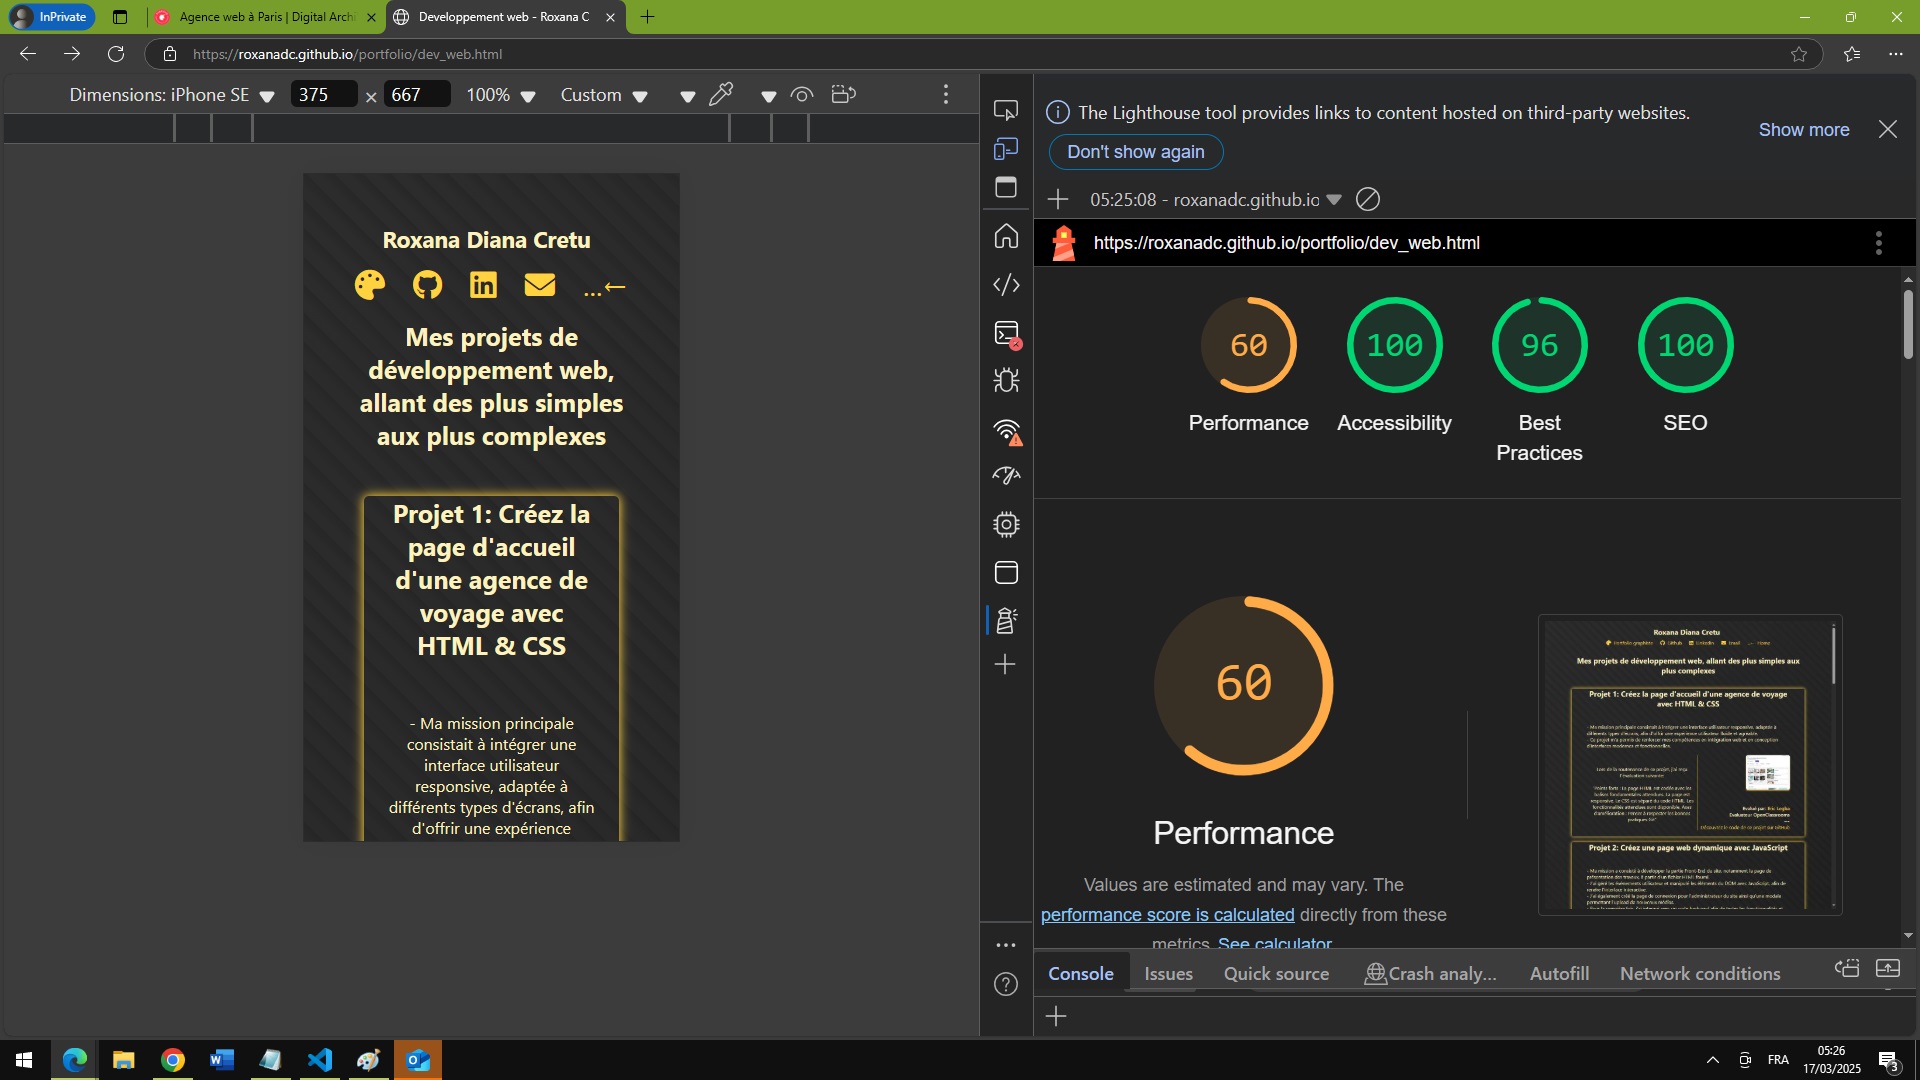 InPrivate
Agence web à Paris | Digital Archi
Developpement web - Roxana C
https://roxanadc.github.io/portfolio/dev_web.html
Dimensions: iPhone SE 375 × 667 100% Custom
Roxana Diana Cretu
...←
Mes projets de
développement web,
allant des plus simples
aux plus complexes
Projet 1: Créez la
page d'accueil
d'une agence de
voyage avec
HTML & CSS
- Ma mission principale
consistait à intégrer une
interface utilisateur
responsive, adaptée à
différents types d'écrans, afin
d'offrir une expérience
The Lighthouse tool provides links to content hosted on third-party websites.
Don't show again
Show more
05:25:08 - roxanadc.github.io
https://roxanadc.github.io/portfolio/dev_web.html
60
100
96
100
Performance
Accessibility
Best
Practices
SEO
60
Performance
Values are estimated and may vary. The
performance score is calculated directly from these
metrics. See calculator.
Roxana Diana Cretu
Mes projets de développement web, allant des plus simples aux
plus complexes
Projet 1: Créez la page d'accueil d'une agence de voyage
avec HTML & CSS
Projet 2: Créez une page web dynamique avec JavaScript
Console
Issues
Quick source
Crash analy...
Autofill
Network conditions
FRA
05:26
17/03/2025
3